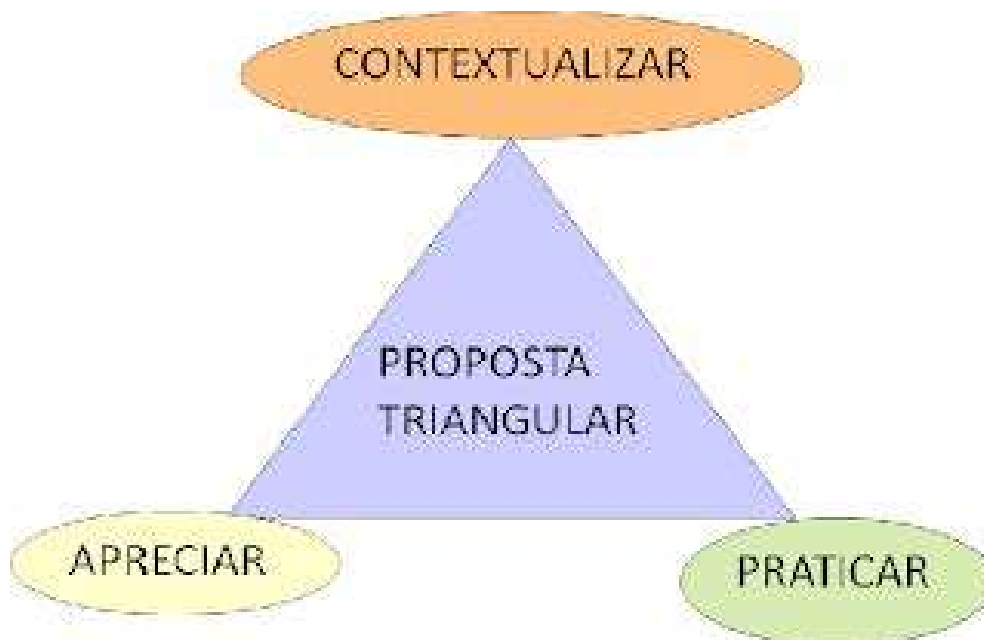 CONTEXTUALIZAR
PROPOSTA
TRIANGULAR
APRECIAR
PRATICAR